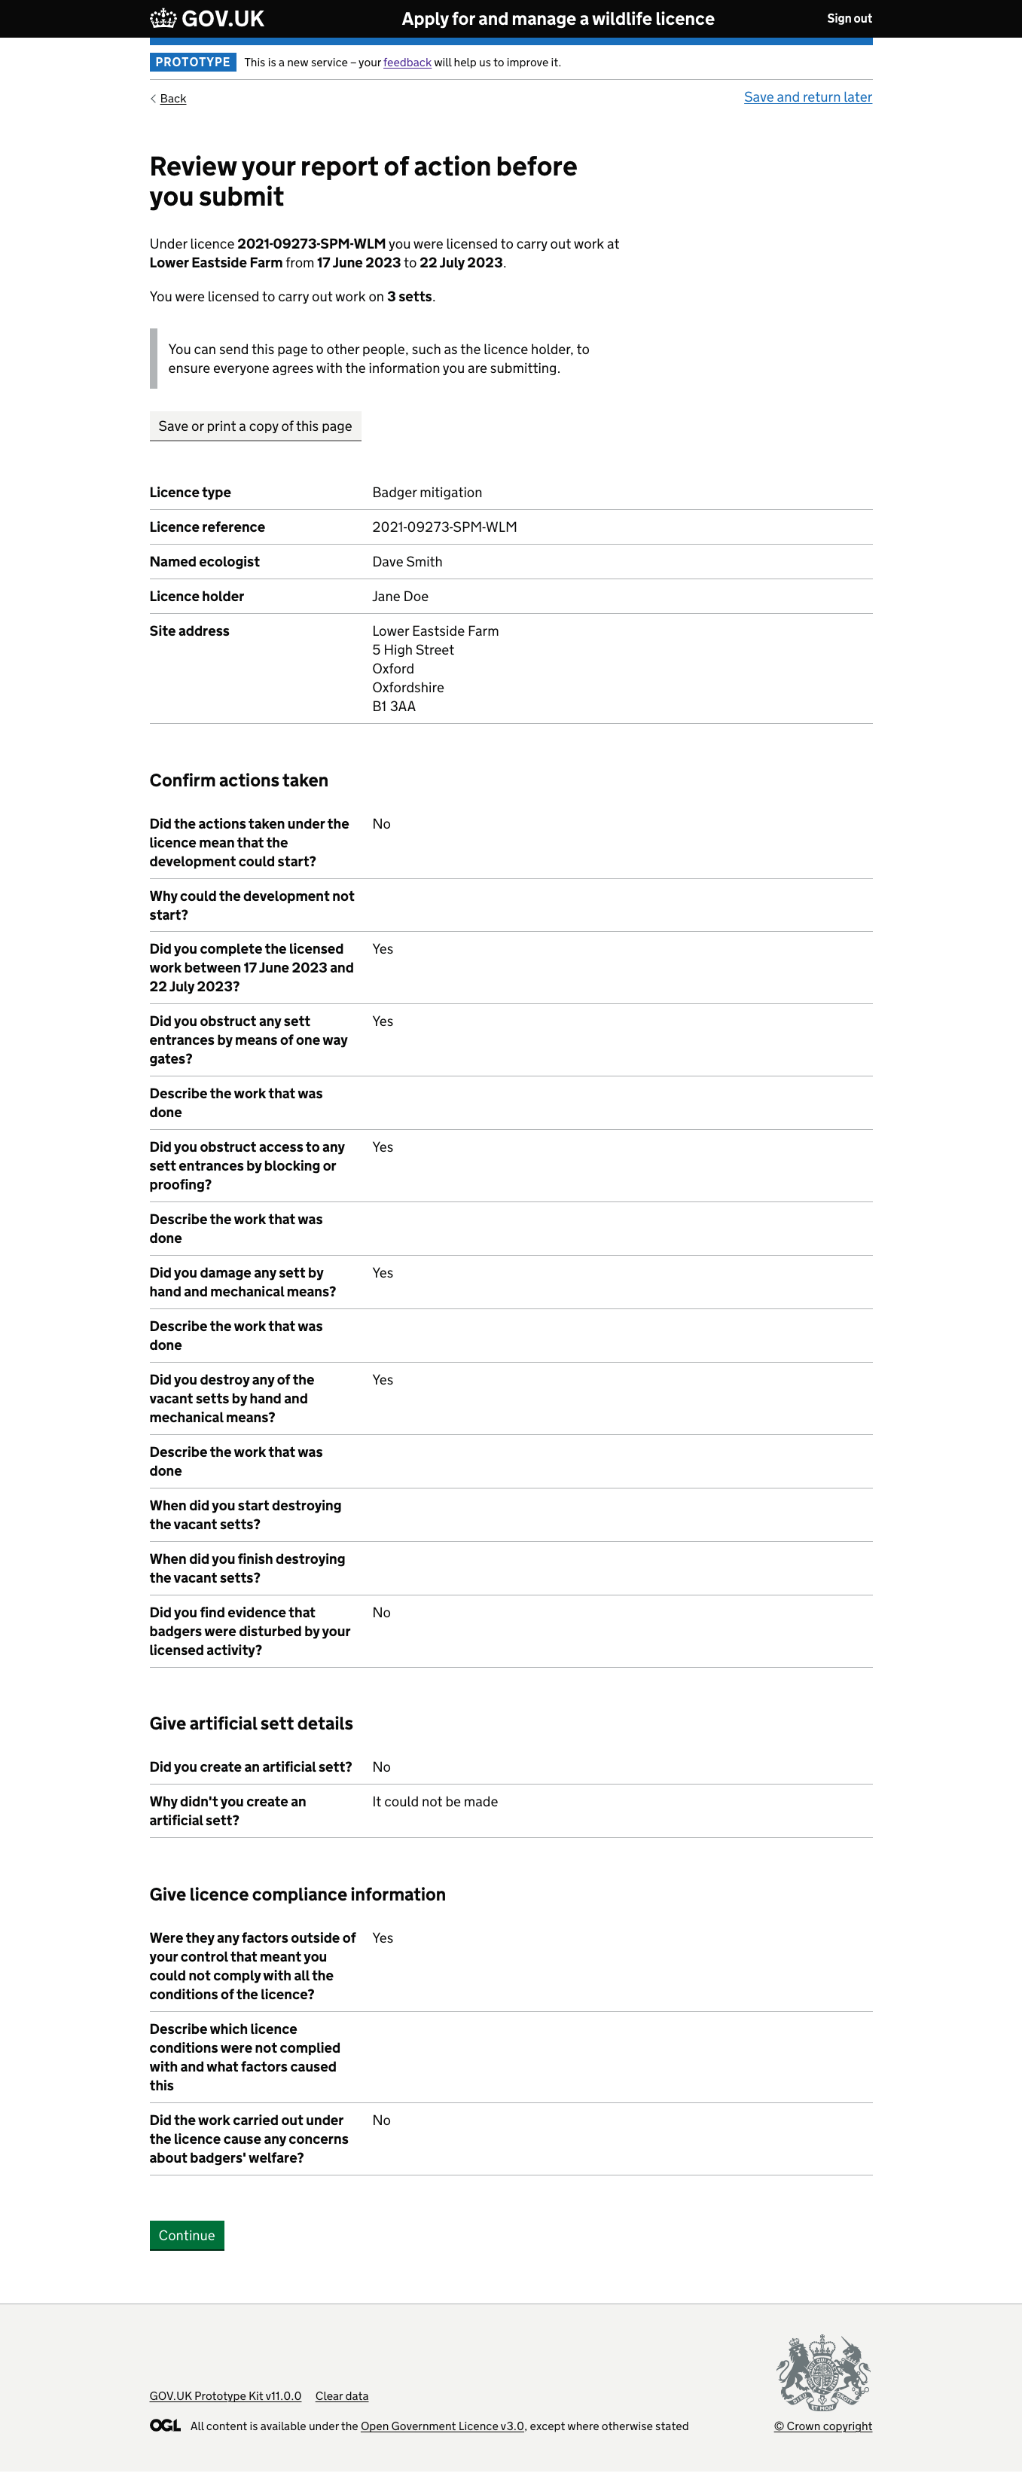 GOV.UK
Apply for and manage a wildlife licence
Sign out
PROTOTYPE This is a new service – your feedback will help us to improve it.
Back
Save and return later
Review your report of action before
you submit
Under licence 2021-09273-SPM-WLM you were licensed to carry out work at
Lower Eastside Farm from 17 June 2023 to 22 July 2023.
You were licensed to carry out work on 3 setts.
You can send this page to other people, such as the licence holder, to
ensure everyone agrees with the information you are submitting.
Save or print a copy of this page
Licence type Badger mitigation
Licence reference 2021-09273-SPM-WLM
Named ecologist Dave Smith
Licence holder Jane Doe
Site address Lower Eastside Farm
5 High Street
Oxford
Oxfordshire
B1 3AA
Confirm actions taken
Did the actions taken under the No
licence mean that the
development could start?
Why could the development not
start?
Did you complete the licensed Yes
work between 17 June 2023 and
22 July 2023?
Did you obstruct any sett Yes
entrances by means of one way
gates?
Describe the work that was
done
Did you obstruct access to any Yes
sett entrances by blocking or
proofing?
Describe the work that was
done
Did you damage any sett by Yes
hand and mechanical means?
Describe the work that was
done
Did you destroy any of the Yes
vacant setts by hand and
mechanical means?
Describe the work that was
done
When did you start destroying
the vacant setts?
When did you finish destroying
the vacant setts?
Did you find evidence that No
badgers were disturbed by your
licensed activity?
Give artificial sett details
Did you create an artificial sett? No
Why didn't you create an It could not be made
artificial sett?
Give licence compliance information
Were they any factors outside of Yes
your control that meant you
could not comply with all the
conditions of the licence?
Describe which licence
conditions were not complied
with and what factors caused
this
Did the work carried out under No
the licence cause any concerns
about badgers' welfare?
Continue
GOV.UK Prototype Kit v11.0.0 Clear data
OGL All content is available under the Open Government Licence v3.0, except where otherwise stated
© Crown copyright